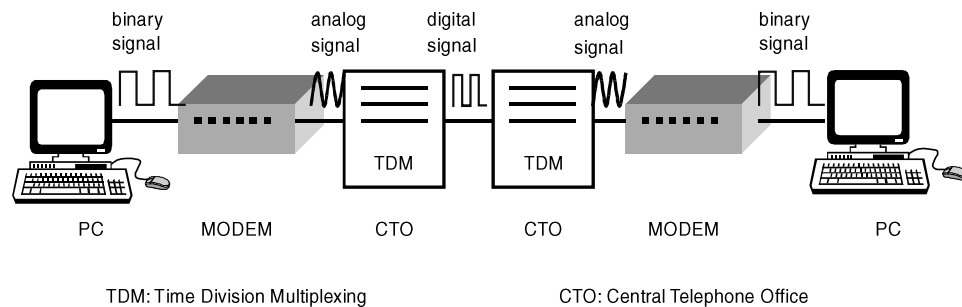 binary
signal
analog
signal
digital
signal
analog
signal
binary
signal
TDM
TDM
PC
MODEM
CTO
CTO
MODEM
PC
TDM: Time Division Multiplexing
CTO: Central Telephone Office